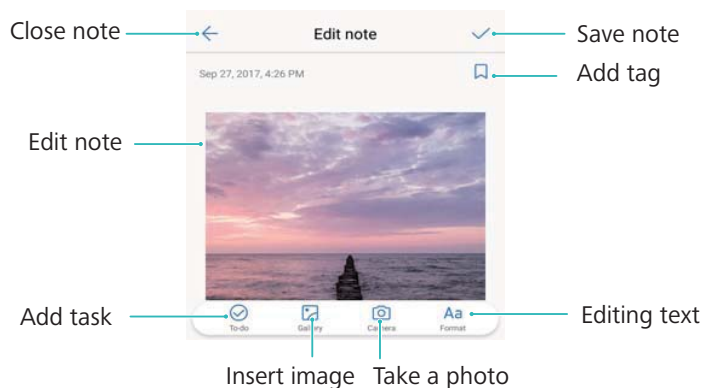 Close note
Edit note
Save note
Sep 27, 2017, 4:26 PM
Add tag
Edit note
Add task
To-do
Gallery
Camera
Aa
Format
Editing text
Insert image
Take a photo